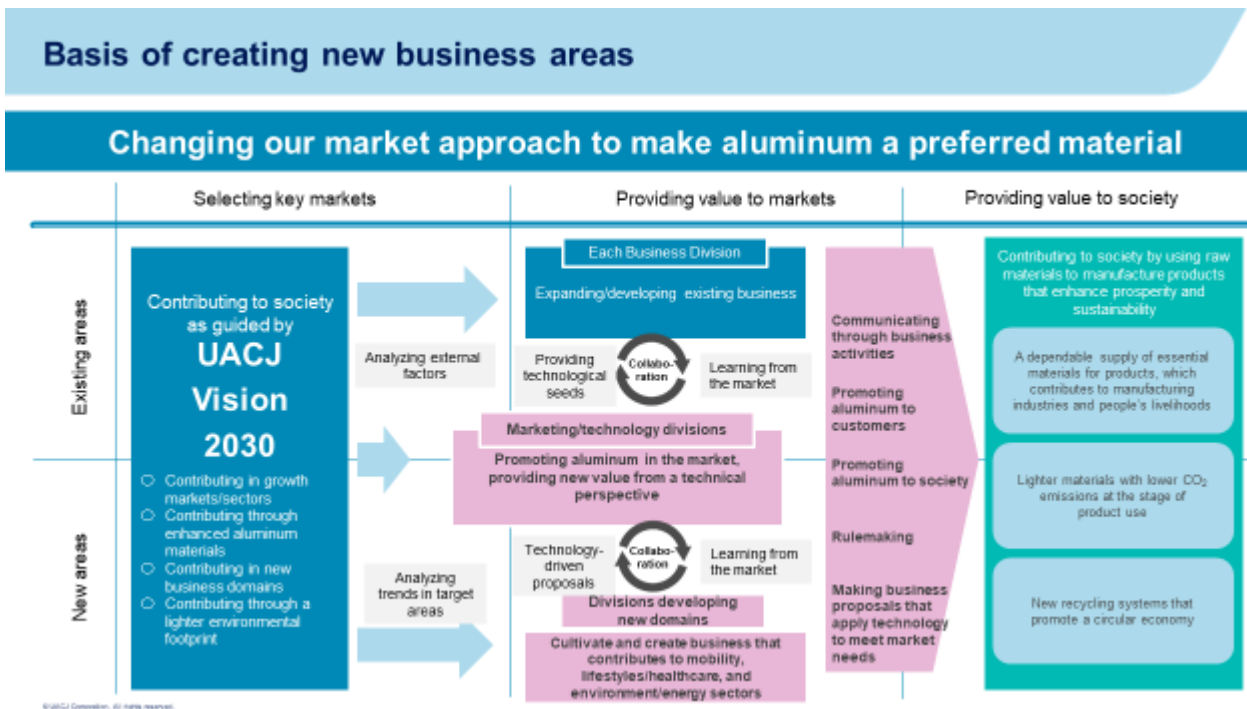 Basis of creating new business areas
Changing our market approach to make aluminum a preferred material
Selecting key markets
Providing value to markets
Providing value to society
Existing areas
New areas
Contributing to society
as guided by
UACJ
Vision
2030
Contributing in growth
markets/sectors
Contributing through
enhanced aluminum
materials
Contributing in new
business domains
Contributing through a
lighter environmental
footprint
Analyzing external
factors
Analyzing
trends in target
areas
Each Business Division
Expanding/developing existing business
Providing
technological
seeds
Collabo-
ration
Learning from
the market
Marketing/technology divisions
Promoting aluminum in the market,
providing new value from a technical
perspective
Technology-
driven
proposals
Collabo-
ration
Learning from
the market
Divisions developing
new domains
Cultivate and create business that
contributes to mobility,
lifestyles/healthcare, and
environment/energy sectors
Communicating
through business
activities
Promoting
aluminum to
customers
Promoting
aluminum to society
Rulemaking
Making business
proposals that
apply technology
to meet market
needs
Contributing to society by using raw
materials to manufacture products
that enhance prosperity and
sustainability
A dependable supply of essential
materials for products, which
contributes to manufacturing
industries and people's livelihoods
Lighter materials with lower CO₂
emissions at the stage of
product use
New recycling systems that
promote a circular economy
© UACJ Corporation. All rights reserved.